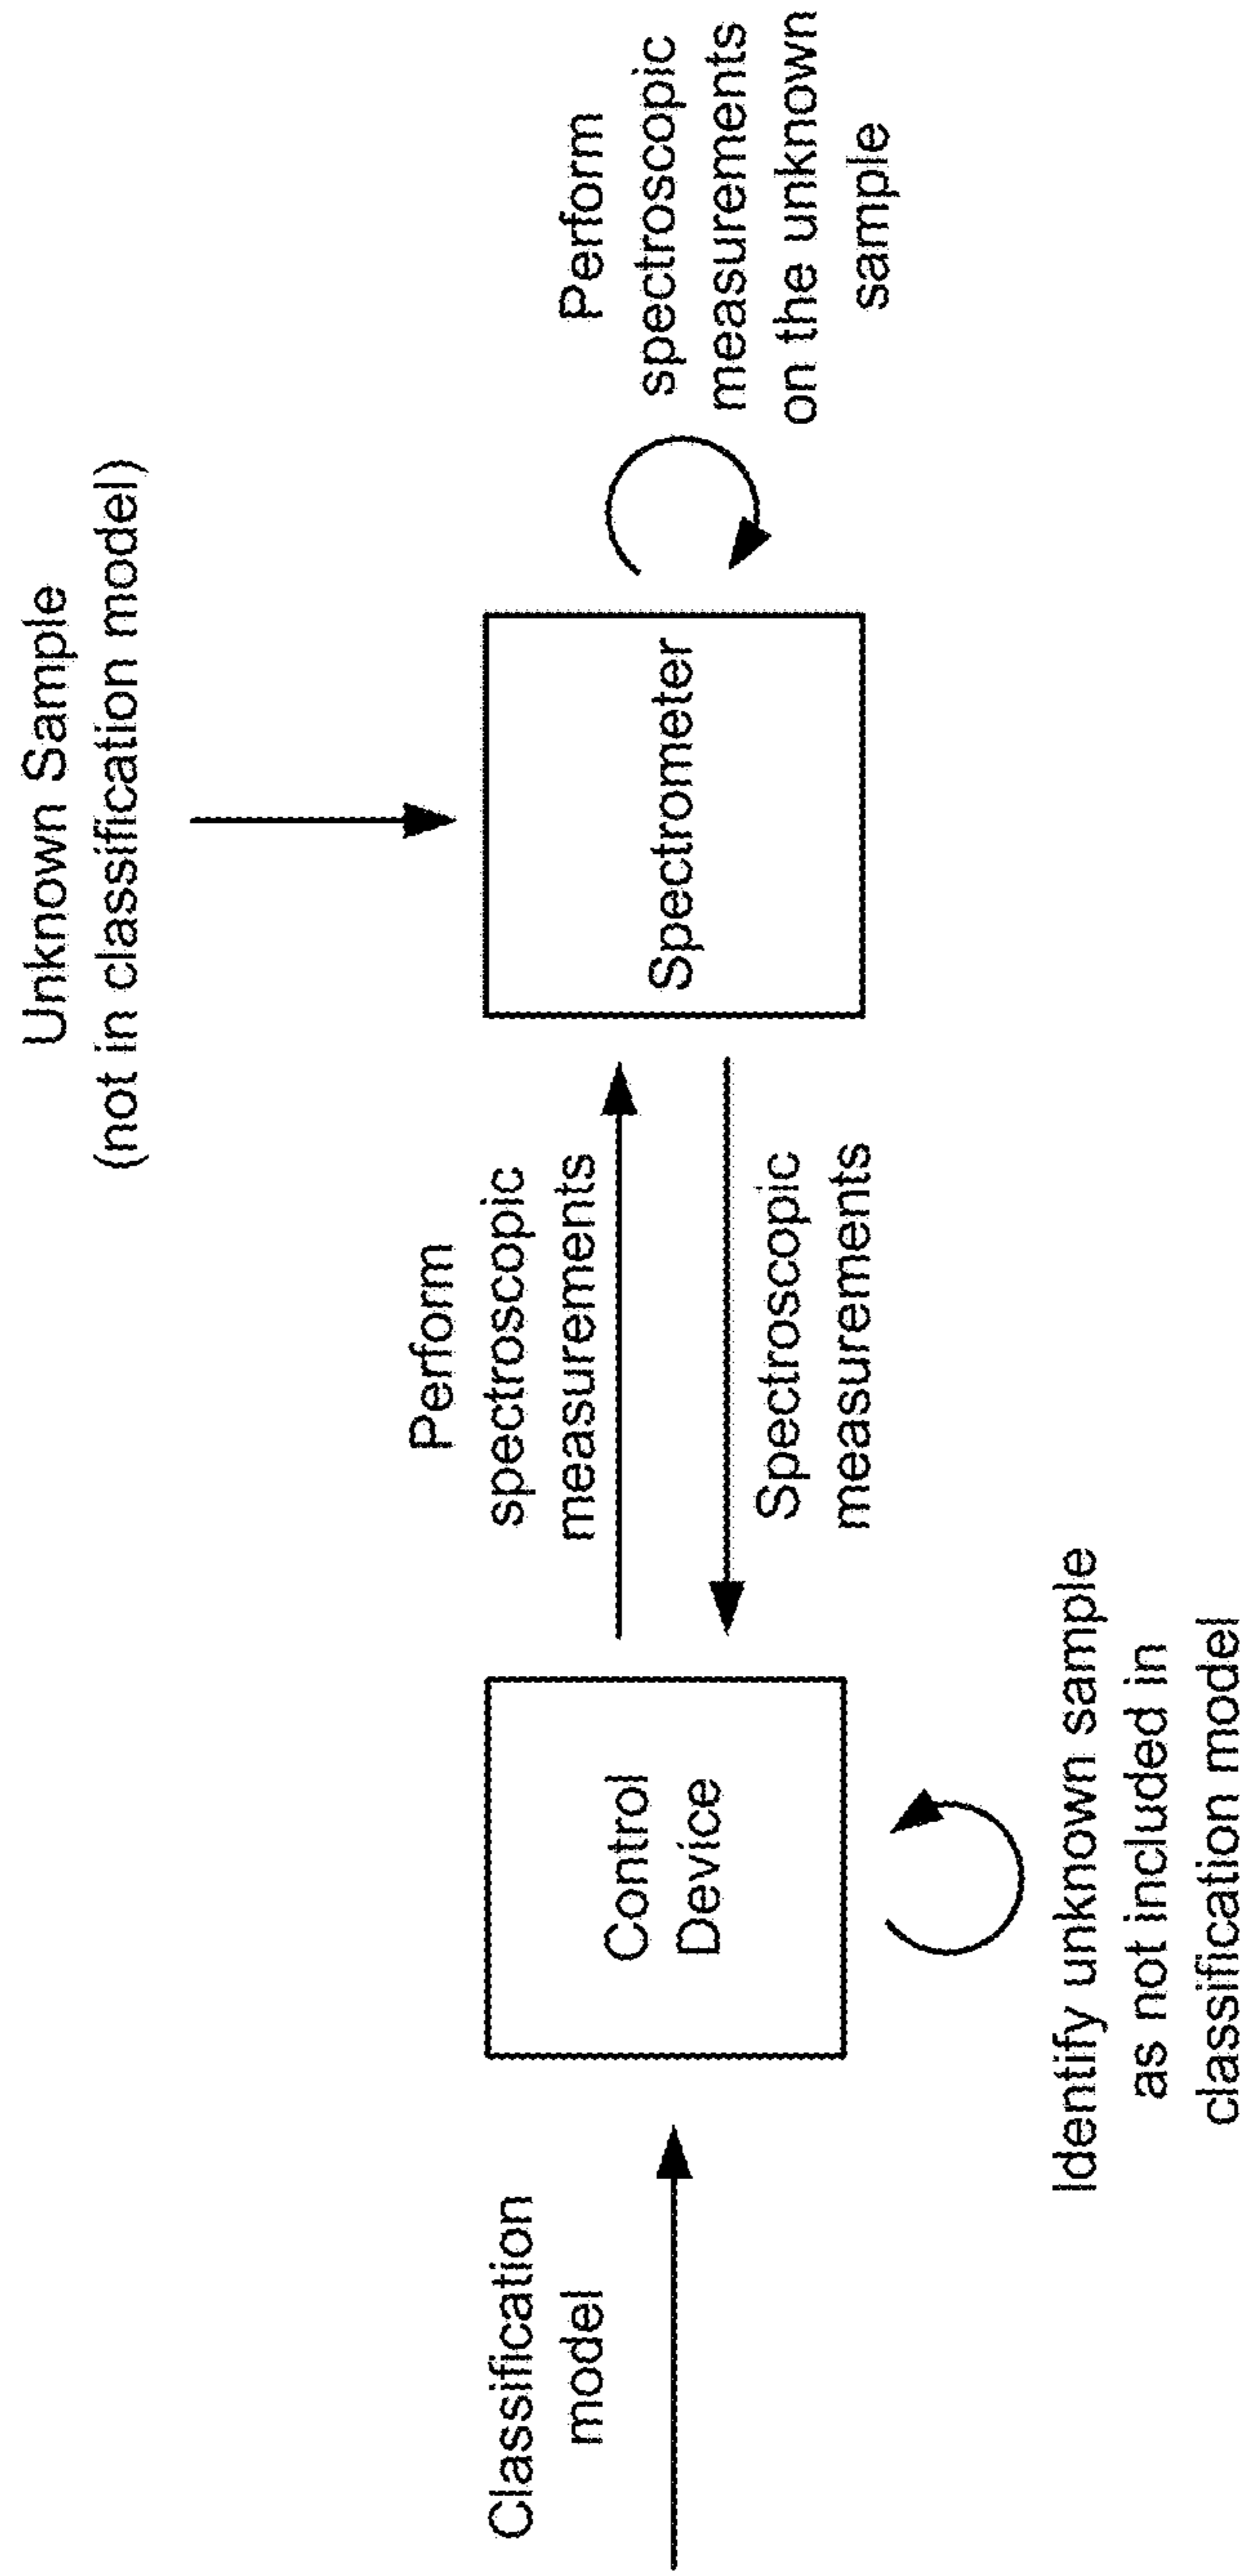 Unknown Sample
(not in classification model)
Classification
model
Control
Device
Identify unknown sample
as not included in
classification model
Perform
spectroscopic
measurements
Spectroscopic
measurements
Spectrometer
Perform
spectroscopic
measurements
on the unknown
sample